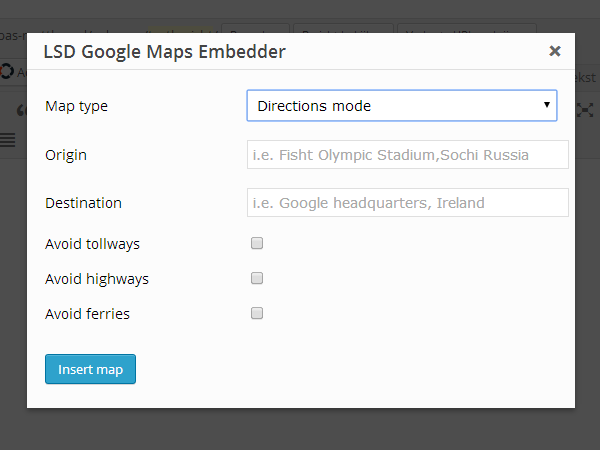 LSD Google Maps Embedder
Map type
Directions mode
Origin
i.e. Fisht Olympic Stadium,Sochi Russia
Destination
i.e. Google headquarters, Ireland
Avoid tollways
Avoid highways
Avoid ferries
Insert map